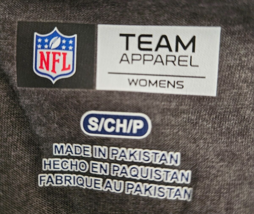 NFL
TEAM
APPAREL
WOMENS
S/CH/P
MADE IN PAKISTAN
HECHO EN PAQUISTAN
FABRIQUE AU PAKISTAN